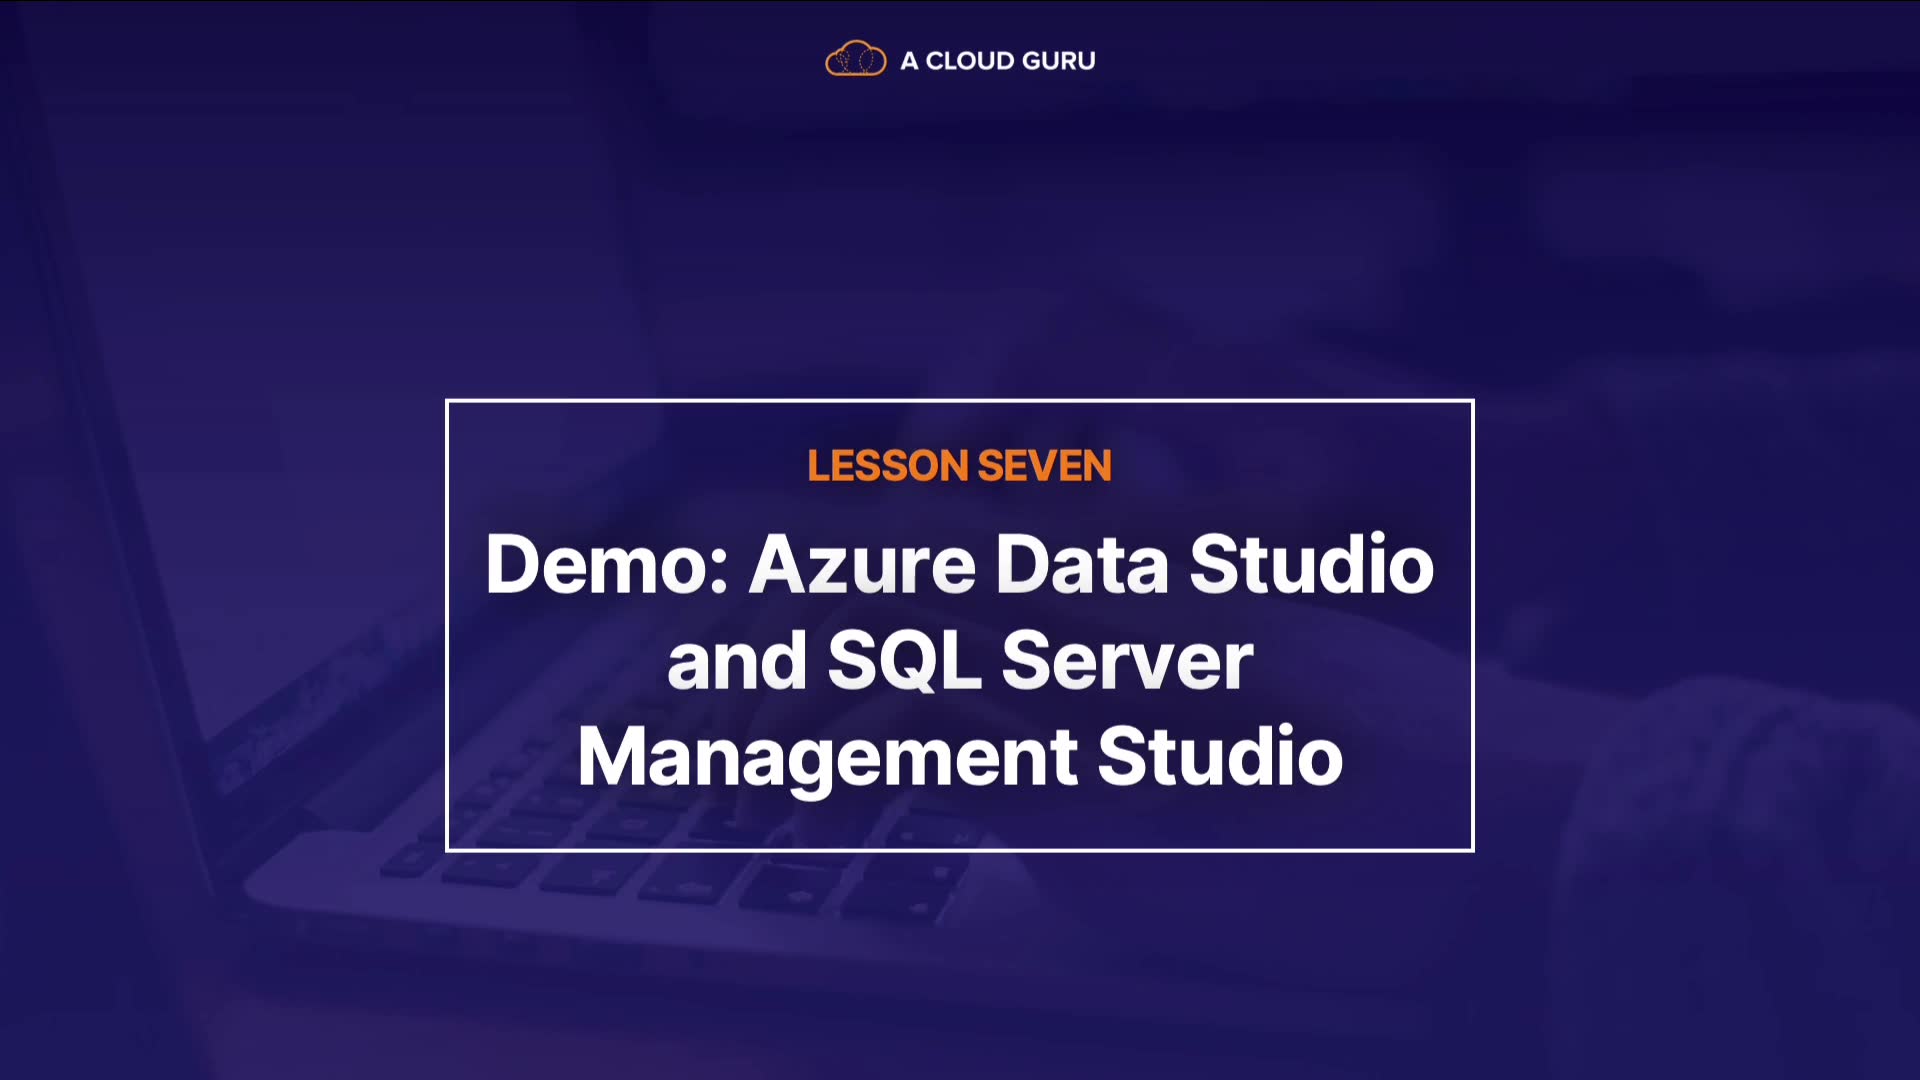 A CLOUD GURU
LESSON SEVEN
Demo: Azure Data Studio
and SQL Server
Management Studio